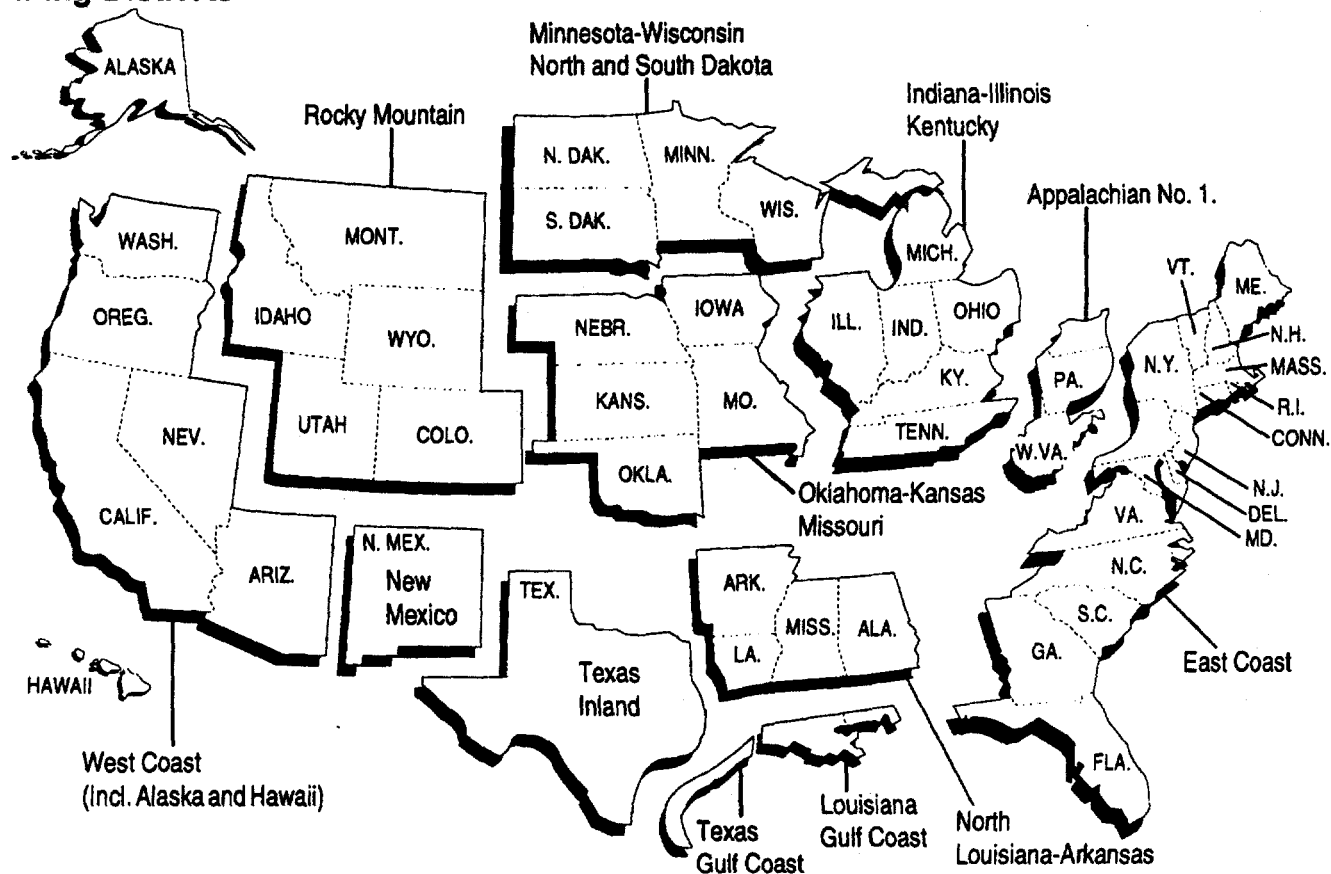 Districts
ALASKA
Minnesota-Wisconsin
North and South Dakota
Rocky Mountain
Indiana-Illinois
Kentucky
Appalachian No. 1.
N. DAK.
MINN.
S. DAK.
WIS.
WASH.
MONT.
MICH.
VT.
ME.
OREG.
IDAHO
WYO.
NEBR.
IOWA
ILL.
IND.
OHIO
N.H.
N.Y.
MASS.
PA.
KY.
R.I.
NEV.
UTAH
COLO.
KANS.
MO.
TENN.
CONN.
W.VA.
OKLA.
Oklahoma-Kansas
Missouri
N.J.
DEL.
MD.
VA.
CALIF.
ARIZ.
N. MEX.
New
Mexico
TEX.
ARK.
N.C.
MISS.
ALA.
S.C.
LA.
GA.
East Coast
HAWAII
Texas
Inland
West Coast
(incl. Alaska and Hawaii)
FLA.
Texas
Gulf Coast
Louisiana
Gulf Coast
North
Louisiana-Arkansas